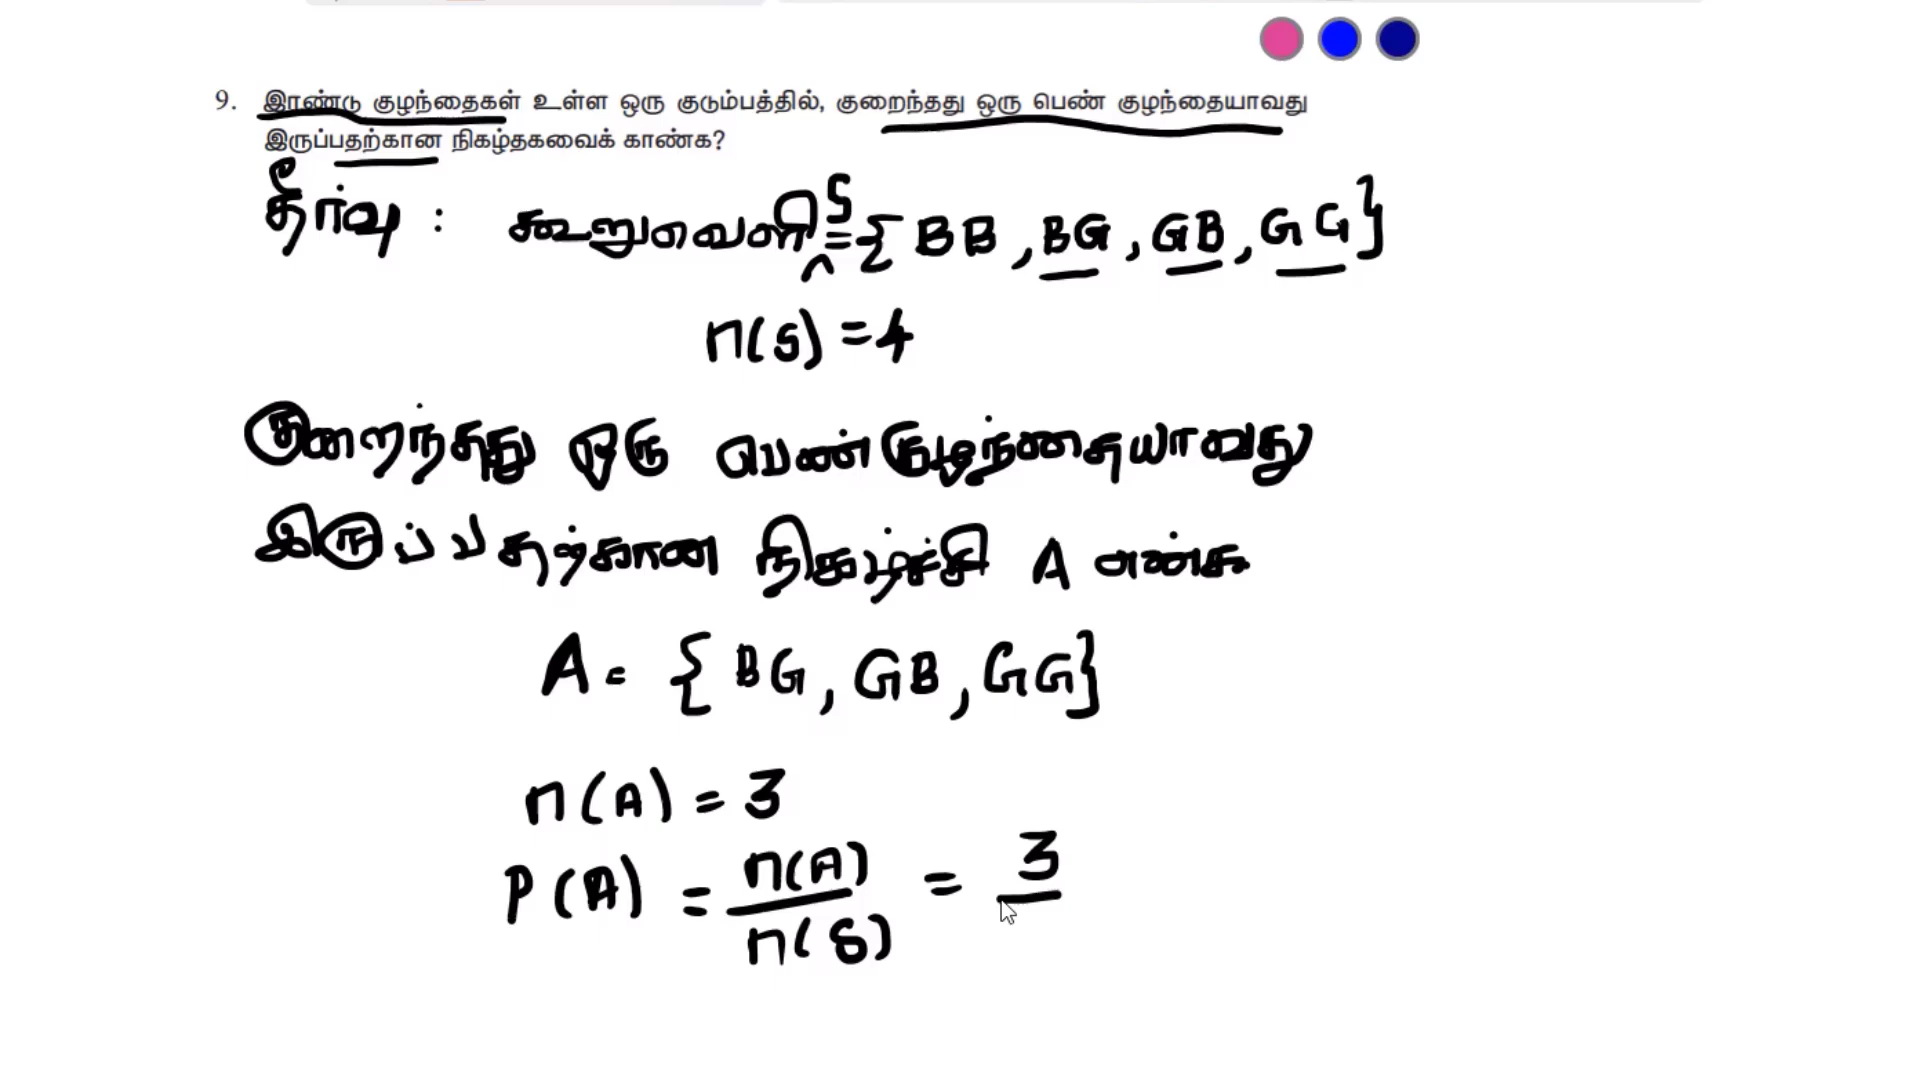 9. இரண்டு குழந்தைகள் உள்ள ஒரு குடும்பத்தில், குறைந்தது ஒரு பெண் குழந்தையாவது
இருப்பதற்கான நிகழ்தகவைக் காண்க?
தீர்வு : கூறுவெளி S = { BB , BG , GB , GG }
n(S) = 4
குறைந்தது ஒரு பெண் குழந்தையாவது
இருப்பதற்கான நிகழ்ச்சி A என்க
A = { BG , GB , GG }
n(A) = 3
P(A) = n(A) / n(S) = 3